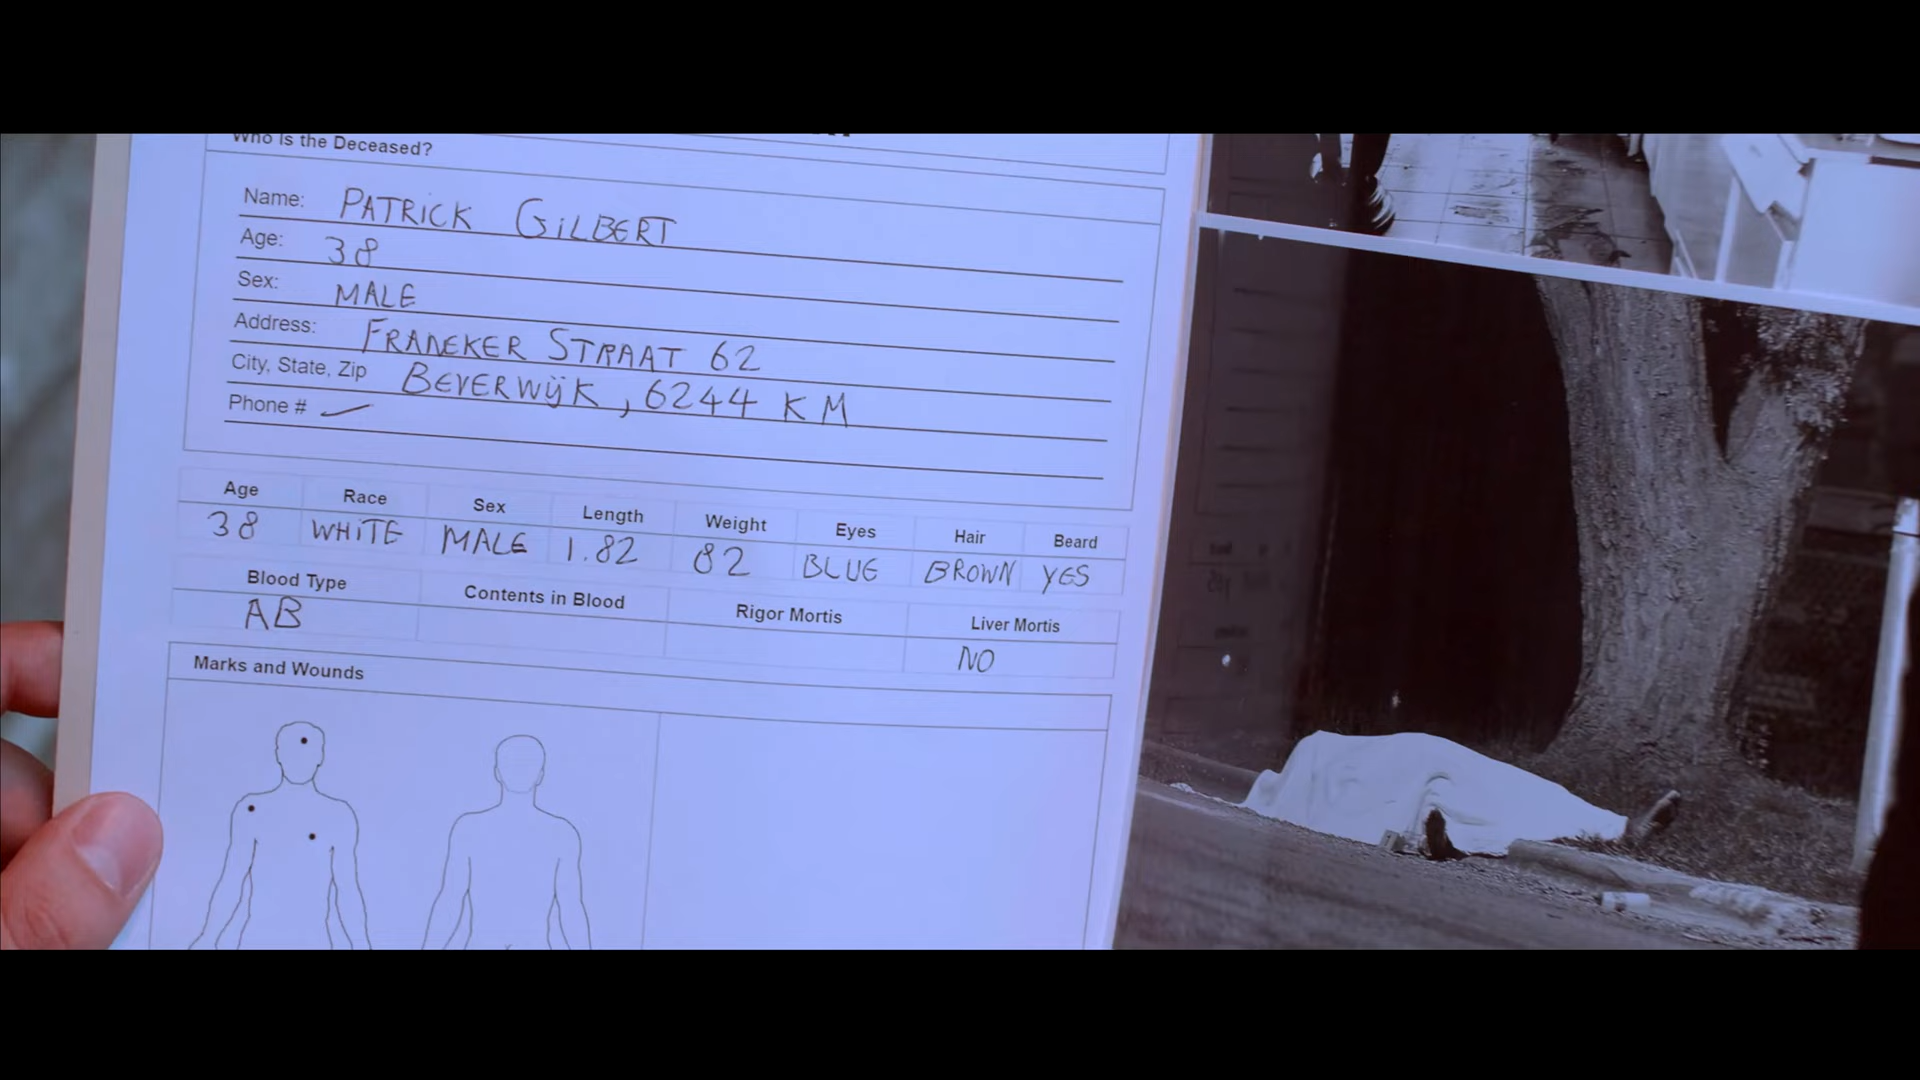 Who is the Deceased?
Name: PATRICK GILBERT
Age: 38
Sex: MALE
Address: FRANEKER STRAAT 62
City, State, Zip BEVERWIJK, 6244 KM
Phone #
Age Race Sex Length Weight Eyes Hair Beard
38 WHITE MALE 1.82 82 BLUE BROWN YES
Blood Type Contents in Blood Rigor Mortis Liver Mortis
AB NO
Marks and Wounds